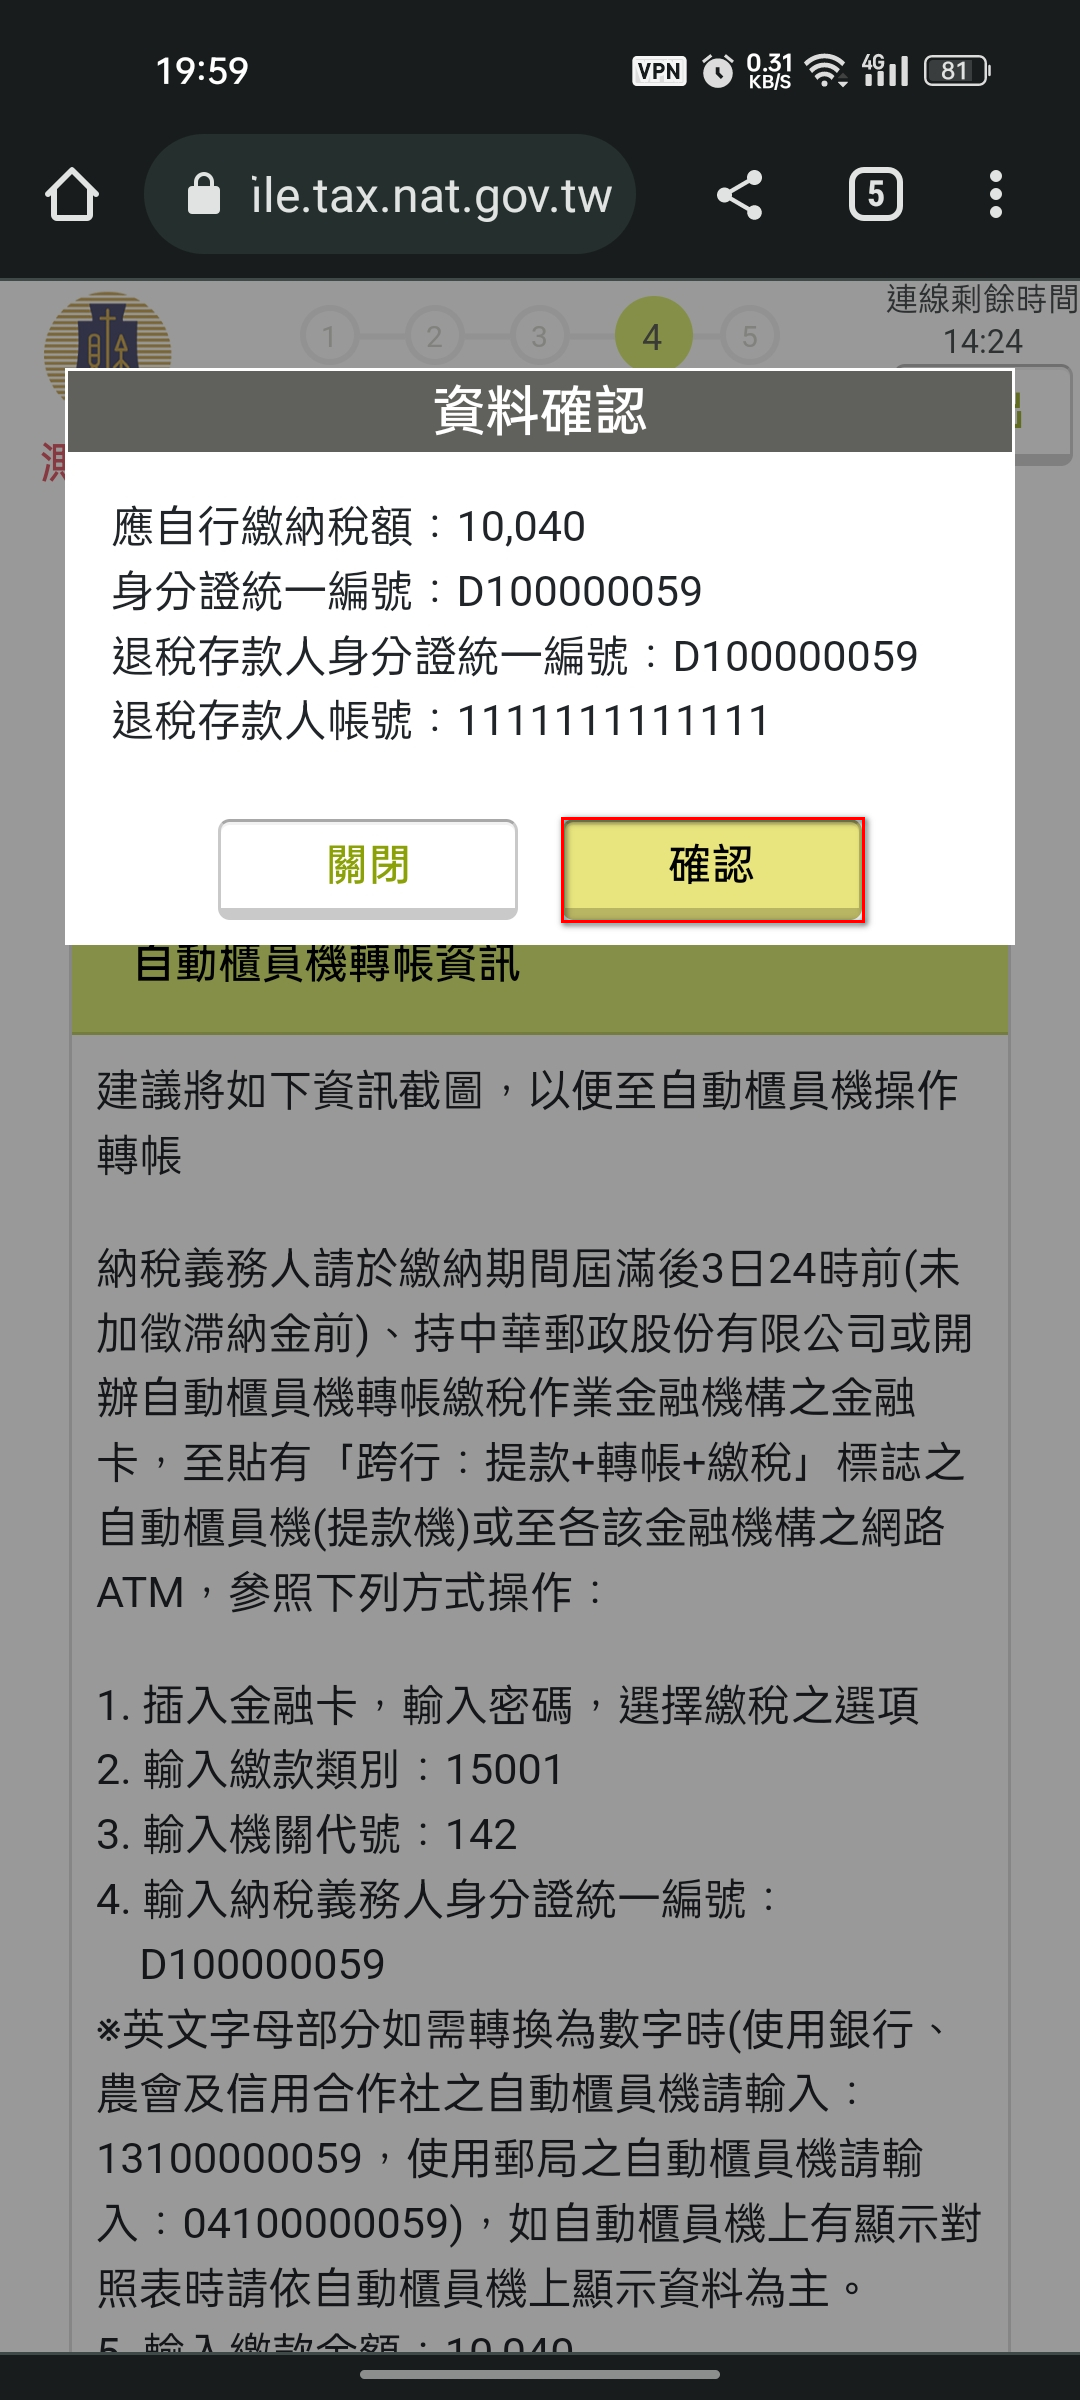 19:59
VPN
0.31
KB/S
4G
81
ile.tax.nat.gov.tw
5
1
2
3
4
5
連線剩餘時間
14:24
資料確認
應自行繳納稅額：10,040
身分證統一編號：D100000059
退稅存款人身分證統一編號：D100000059
退稅存款人帳號：1111111111111
關閉
確認
自動櫃員機轉帳資訊
建議將如下資訊截圖，以便至自動櫃員機操作
轉帳
納稅義務人請於繳納期間屆滿後3日24時前(未
加徵滯納金前)、持中華郵政股份有限公司或開
辦自動櫃員機轉帳繳稅作業金融機構之金融
卡，至貼有「跨行：提款+轉帳+繳稅」標誌之
自動櫃員機(提款機)或至各該金融機構之網路
ATM，參照下列方式操作：
1. 插入金融卡，輸入密碼，選擇繳稅之選項
2. 輸入繳款類別：15001
3. 輸入機關代號：142
4. 輸入納稅義務人身分證統一編號：
D100000059
※英文字母部分如需轉換為數字時(使用銀行、
農會及信用合作社之自動櫃員機請輸入：
13100000059，使用郵局之自動櫃員機請輸
入：04100000059)，如自動櫃員機上有顯示對
照表時請依自動櫃員機上顯示資料為主。
5. 輸入繳款金額：10,040